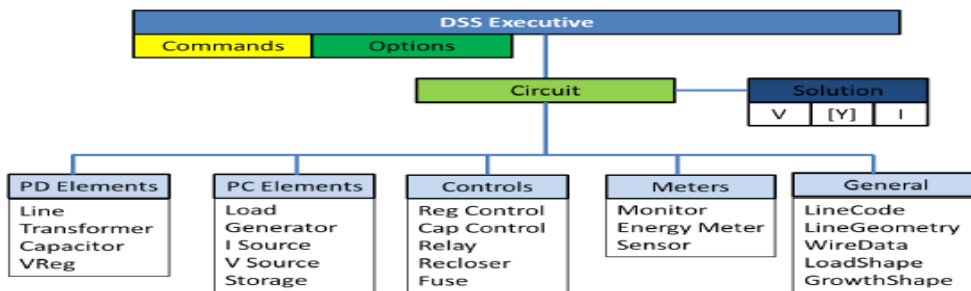 DSS Executive
Commands Options
Circuit Solution
V [Y] I
PD Elements PC Elements Controls Meters General
Line Load Reg Control Monitor LineCode
Transformer Generator Cap Control Energy Meter LineGeometry
Capacitor I Source Relay Sensor WireData
VReg V Source Recloser LoadShape
Storage Fuse GrowthShape